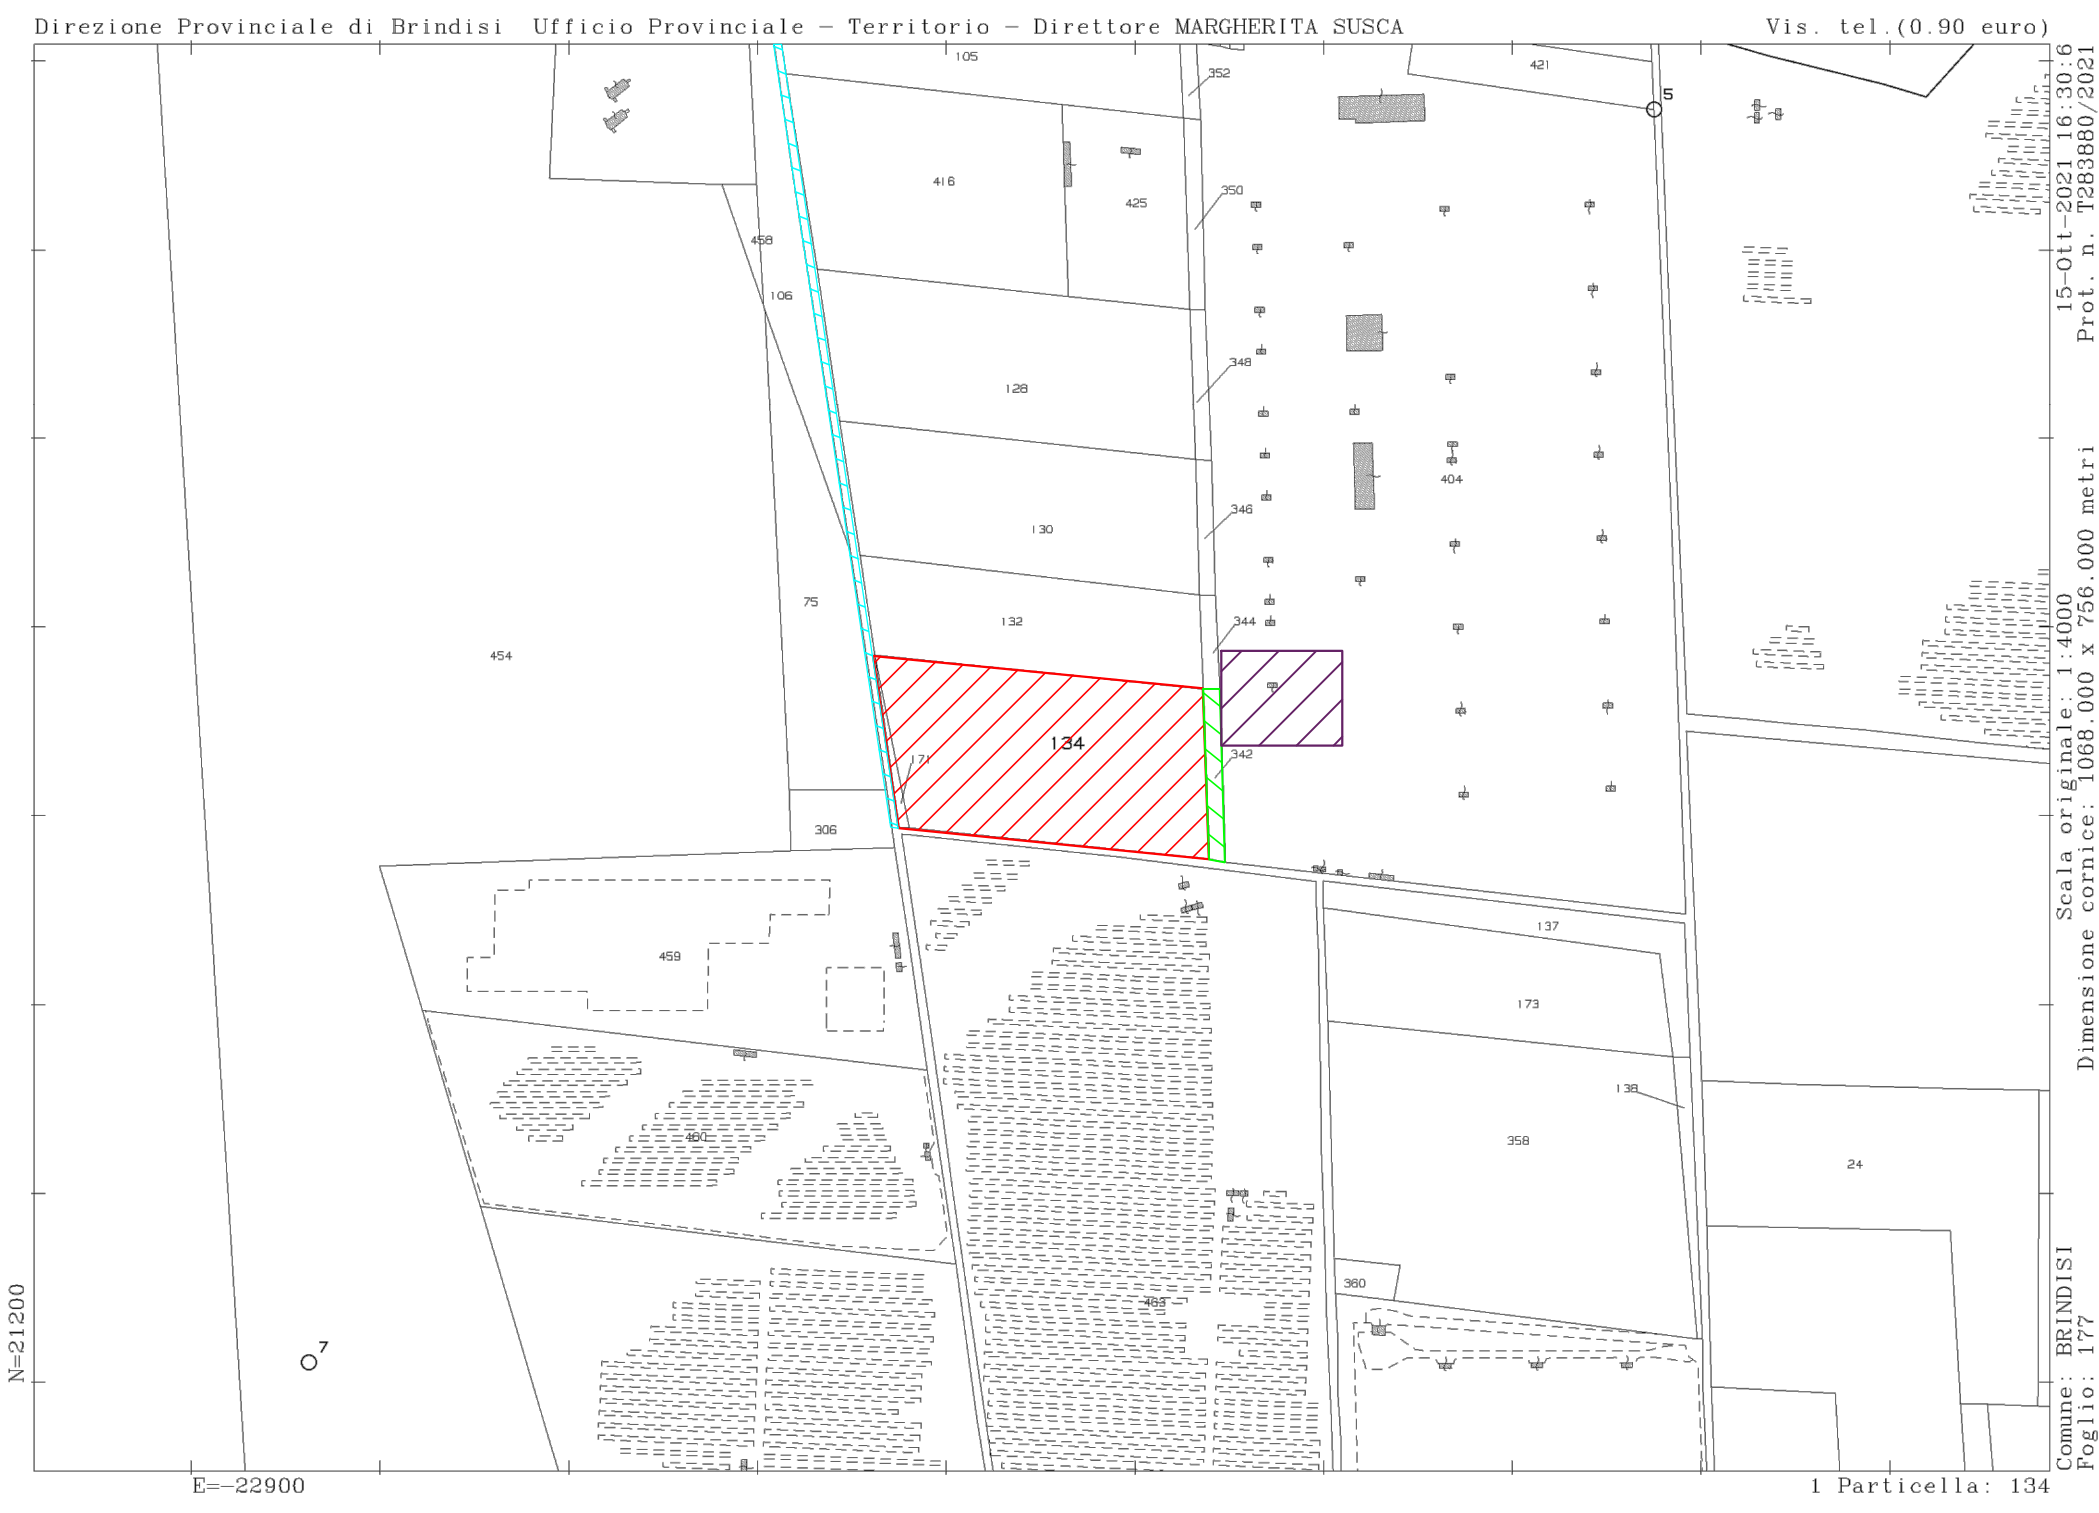 Direzione Provinciale di Brindisi Ufficio Provinciale - Territorio - Direttore MARGHERITA SUSCA
Vis. tel.(0.90 euro)
105
352
421
5
416
425
350
458
106
348
128
346
130
404
75
132
344
454
134
342
171
306
137
459
173
138
460
358
24
360
463
7
N=21200
E=-22900
1 Particella: 134
15-Ott-2021 16:30:6
Prot. n. T283880/2021
Scala originale: 1:4000
Dimensione cornice: 1068.000 x 756.000 metri
Comune: BRINDISI
Foglio: 177